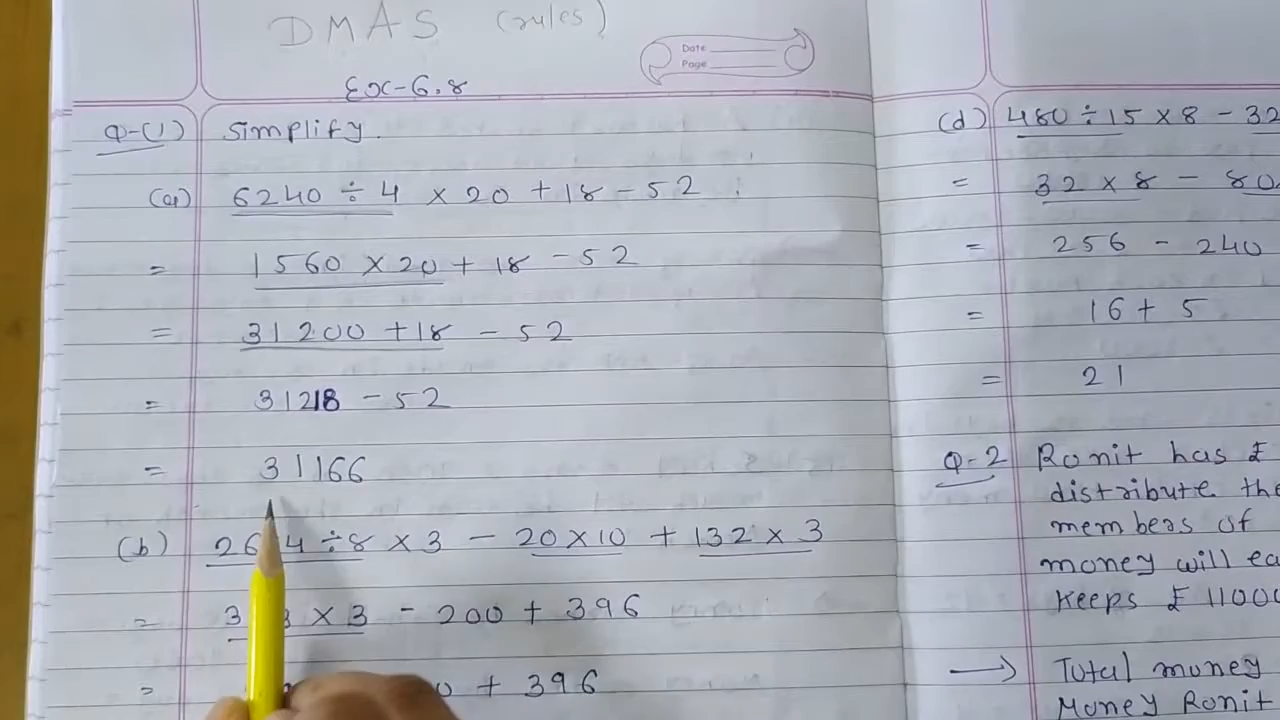 DMAS (rules)
Date
Page
Ex-6.8
Q-(1) Simplify.
(a) 6240 ÷ 4 × 20 + 18 - 52
= 1560 × 20 + 18 - 52
= 31200 + 18 - 52
= 31218 - 52
= 31166
(b) 26 4 ÷ 8 × 3 - 20 × 10 + 132 × 3
= 3 3 × 3 - 200 + 396
= 0 + 396
(d) 480 ÷ 15 × 8 - 32
= 32 × 8 - 80
= 256 - 240
= 16 + 5
= 21
Q-2 Ronit has ₤
distribute the
members of
money will ea
keeps ₤ 11000
→ Total money
Money Ronit